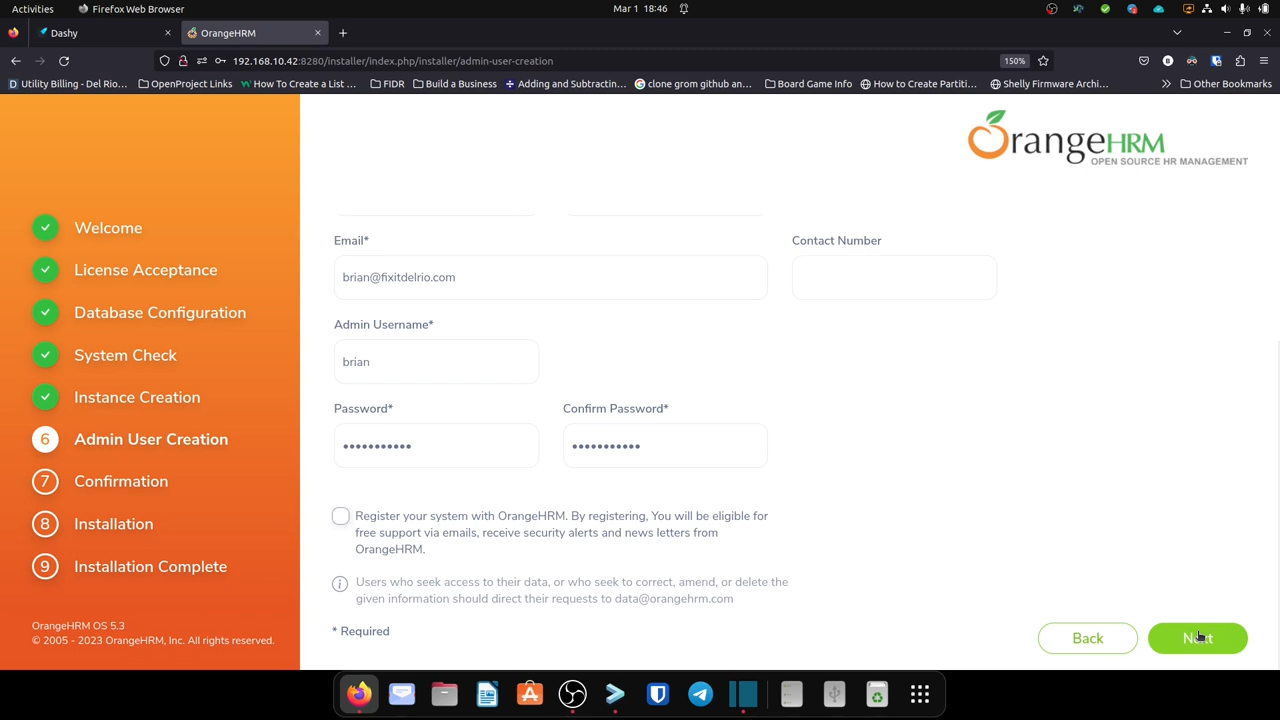 Activities
Firefox Web Browser
Mar 1 18:46
Dashy
OrangeHRM
192.168.10.42:8280/installer/index.php/installer/admin-user-creation
150%
Utility Billing - Del Rio...
OpenProject Links
How To Create a List ...
FIDR
Build a Business
Adding and Subtractin...
clone grom github an...
Board Game Info
How to Create Partiti...
Shelly Firmware Archi...
Other Bookmarks
OrangeHRM
OPEN SOURCE HR MANAGEMENT
Welcome
License Acceptance
Database Configuration
System Check
Instance Creation
6 Admin User Creation
7 Confirmation
8 Installation
9 Installation Complete
OrangeHRM OS 5.3
© 2005 - 2023 OrangeHRM, Inc. All rights reserved.
Email*
Contact Number
brian@fixitdelrio.com
Admin Username*
brian
Password*
Confirm Password*
Register your system with OrangeHRM. By registering, You will be eligible for
free support via emails, receive security alerts and news letters from
OrangeHRM.
Users who seek access to their data, or who seek to correct, amend, or delete the
given information should direct their requests to data@orangehrm.com
* Required
Back
Next